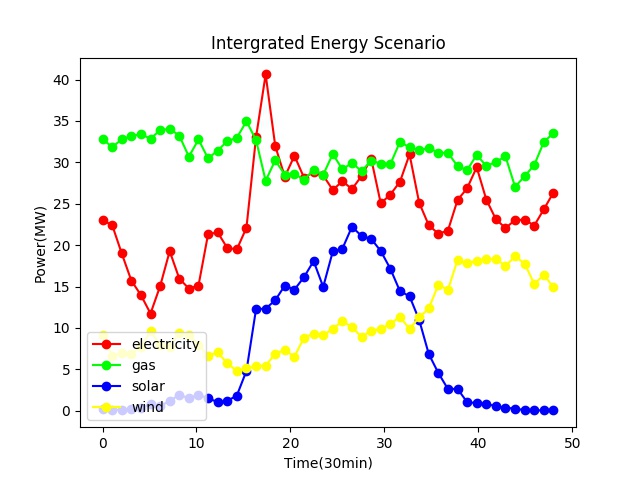 Intergrated Energy Scenario
Power(MW)
40
35
30
25
20
15
10
5
0
electricity
gas
solar
wind
0 10 20 30 40 50
Time(30min)